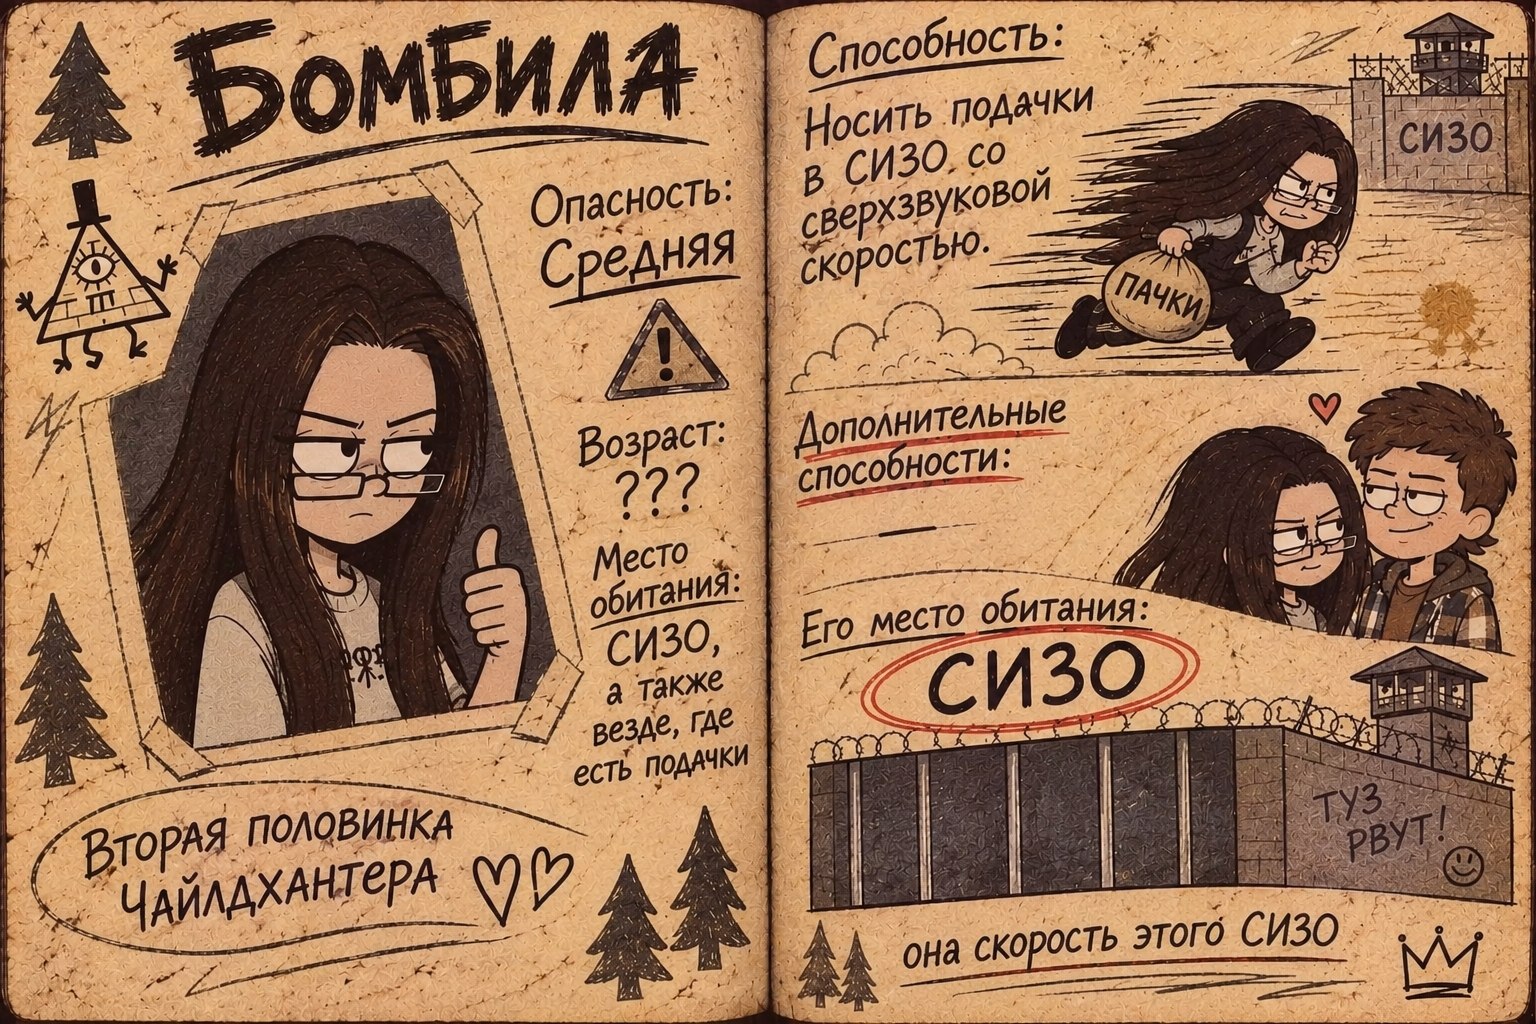 Бомбила
Опасность:
Средняя
!
Возраст:
???
Место
обитания:
СИЗО,
а также
везде, где
есть подачки
Вторая половинка
Чайлдхантера
Способность:
Носить подачки
в СИЗО со
сверхзвуковой
скоростью.
СИЗО
ПАЧКИ
Дополнительные
способности:
Его место обитания:
СИЗО
ТУЗ
РВУТ!
она скорость этого СИЗО